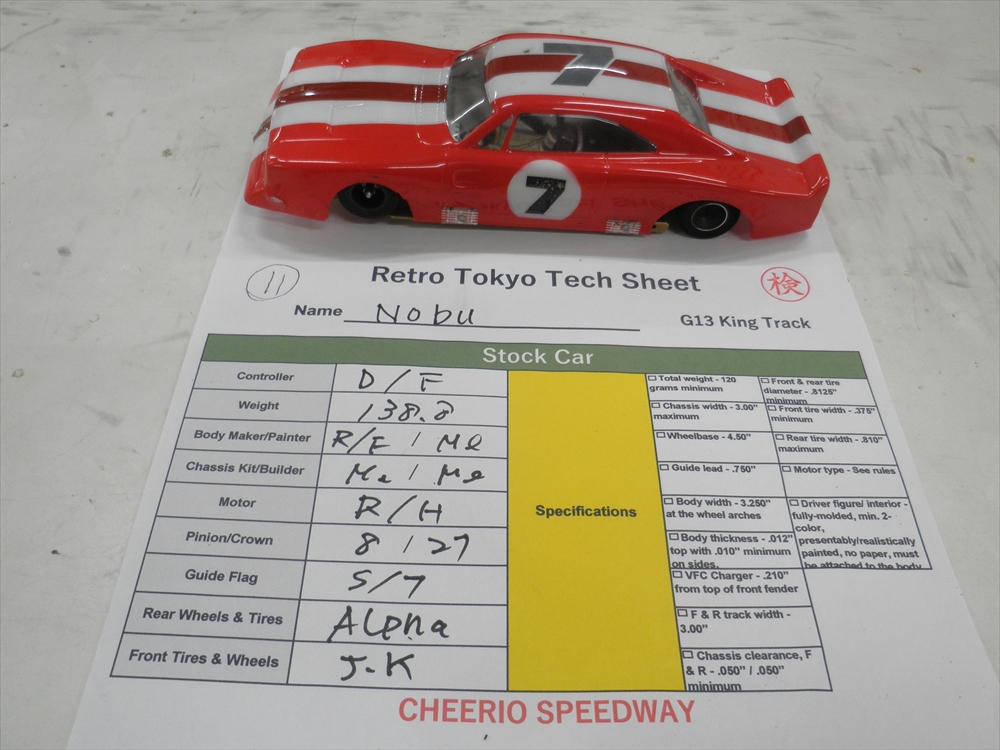 7
7
11
Retro Tokyo Tech Sheet
検
Name Nobu
G13 King Track
Stock Car
Controller D/F
Weight 138.8
Body Maker/Painter R/F / Me
Chassis Kit/Builder Me / Me
Motor R/H
Pinion/Crown 8 / 27
Guide Flag S/7
Rear Wheels & Tires Alpha
Front Tires & Wheels J-K
Specifications
Total weight - 120
grams minimum
Chassis width - 3.00"
maximum
Wheelbase - 4.50"
Guide lead - .750"
Body width - 3.250"
at the wheel arches
Body thickness - .012"
top with .010" minimum
on sides.
VFC Charger - .210"
from top of front fender
F & R track width -
3.00"
Chassis clearance, F
& R - .050" / .050"
minimum
Front & rear tire
diameter - .8125"
minimum
Front tire width - .375"
minimum
Rear tire width - .810"
maximum
Motor type - See rules
Driver figure/ interior -
fully-molded, min. 2-
color,
presentably/realistically
painted, no paper, must
be attached to the body
CHEERIO SPEEDWAY